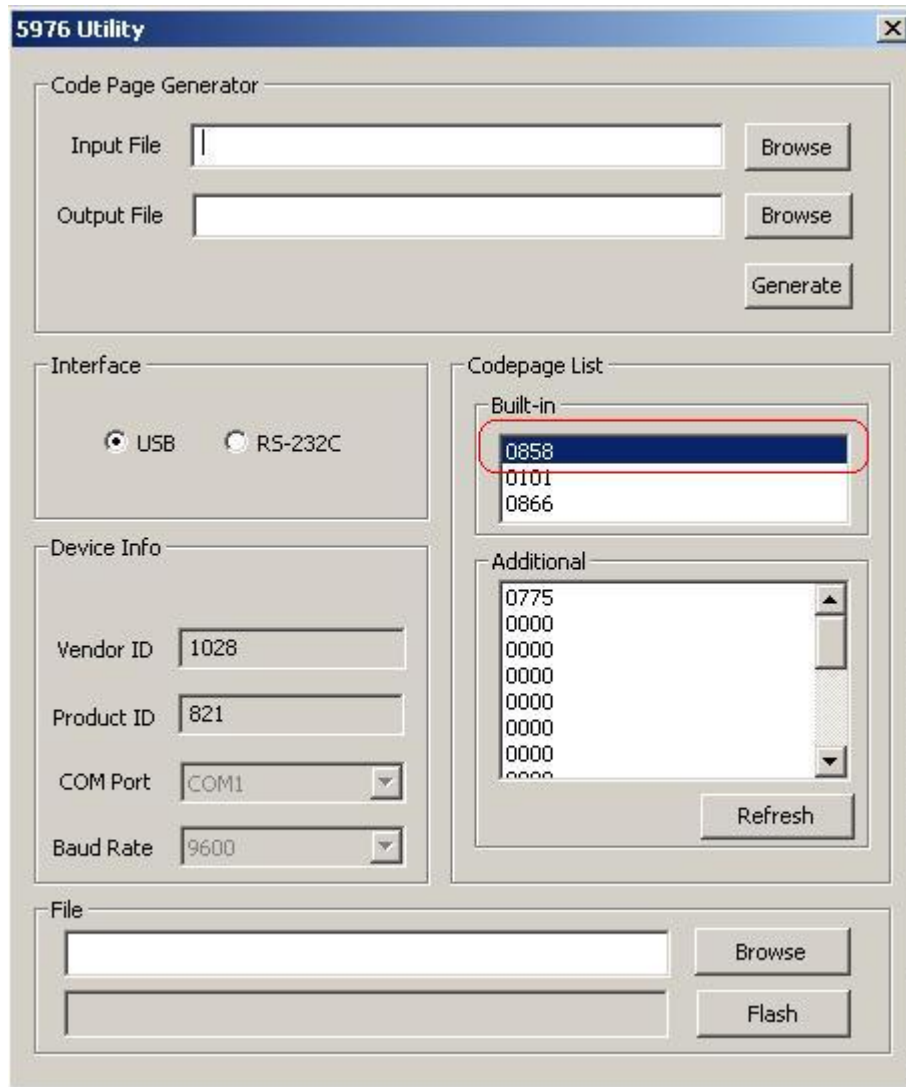 5976 Utility
Code Page Generator
Input File
Browse
Output File
Browse
Generate
Interface
USB
RS-232C
Codepage List
Built-in
0858
0101
0866
Device Info
Vendor ID
1028
Product ID
821
COM Port
COM1
Baud Rate
9600
Additional
0775
0000
0000
0000
0000
0000
0000
0000
Refresh
File
Browse
Flash